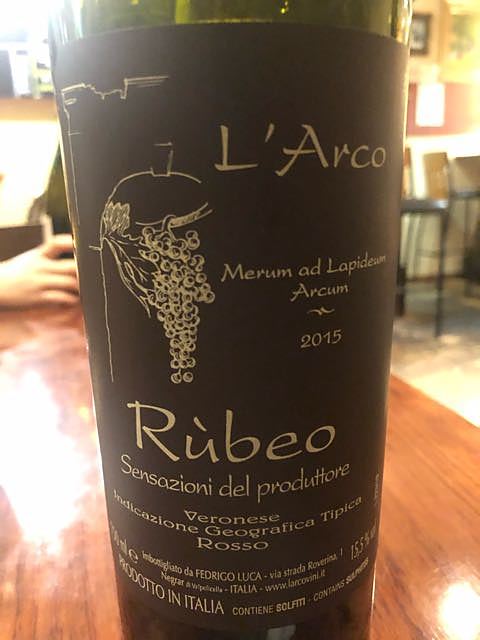 L'Arco
Merum ad Lapideum
Arcum
2015
Rùbeo
Sensazioni del produttore
Veronese
Indicazione Geografica Tipica
Rosso
750 ml e
imbottigliato da FEDRIGO LUCA - via strada Roverina, 1
15,5 % vol
Negrar di Valpolicella - ITALIA - www.larcovini.it
PRODOTTO IN ITALIA CONTIENE SOLFITI - CONTAINS SULPHITES